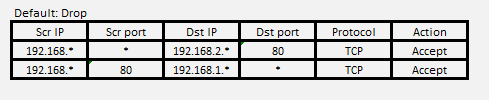 Default: Drop
Scr IP Scr port Dst IP Dst port Protocol Action
192.168.* * 192.168.2.* 80 TCP Accept
192.168.* 80 192.168.1.* * TCP Accept